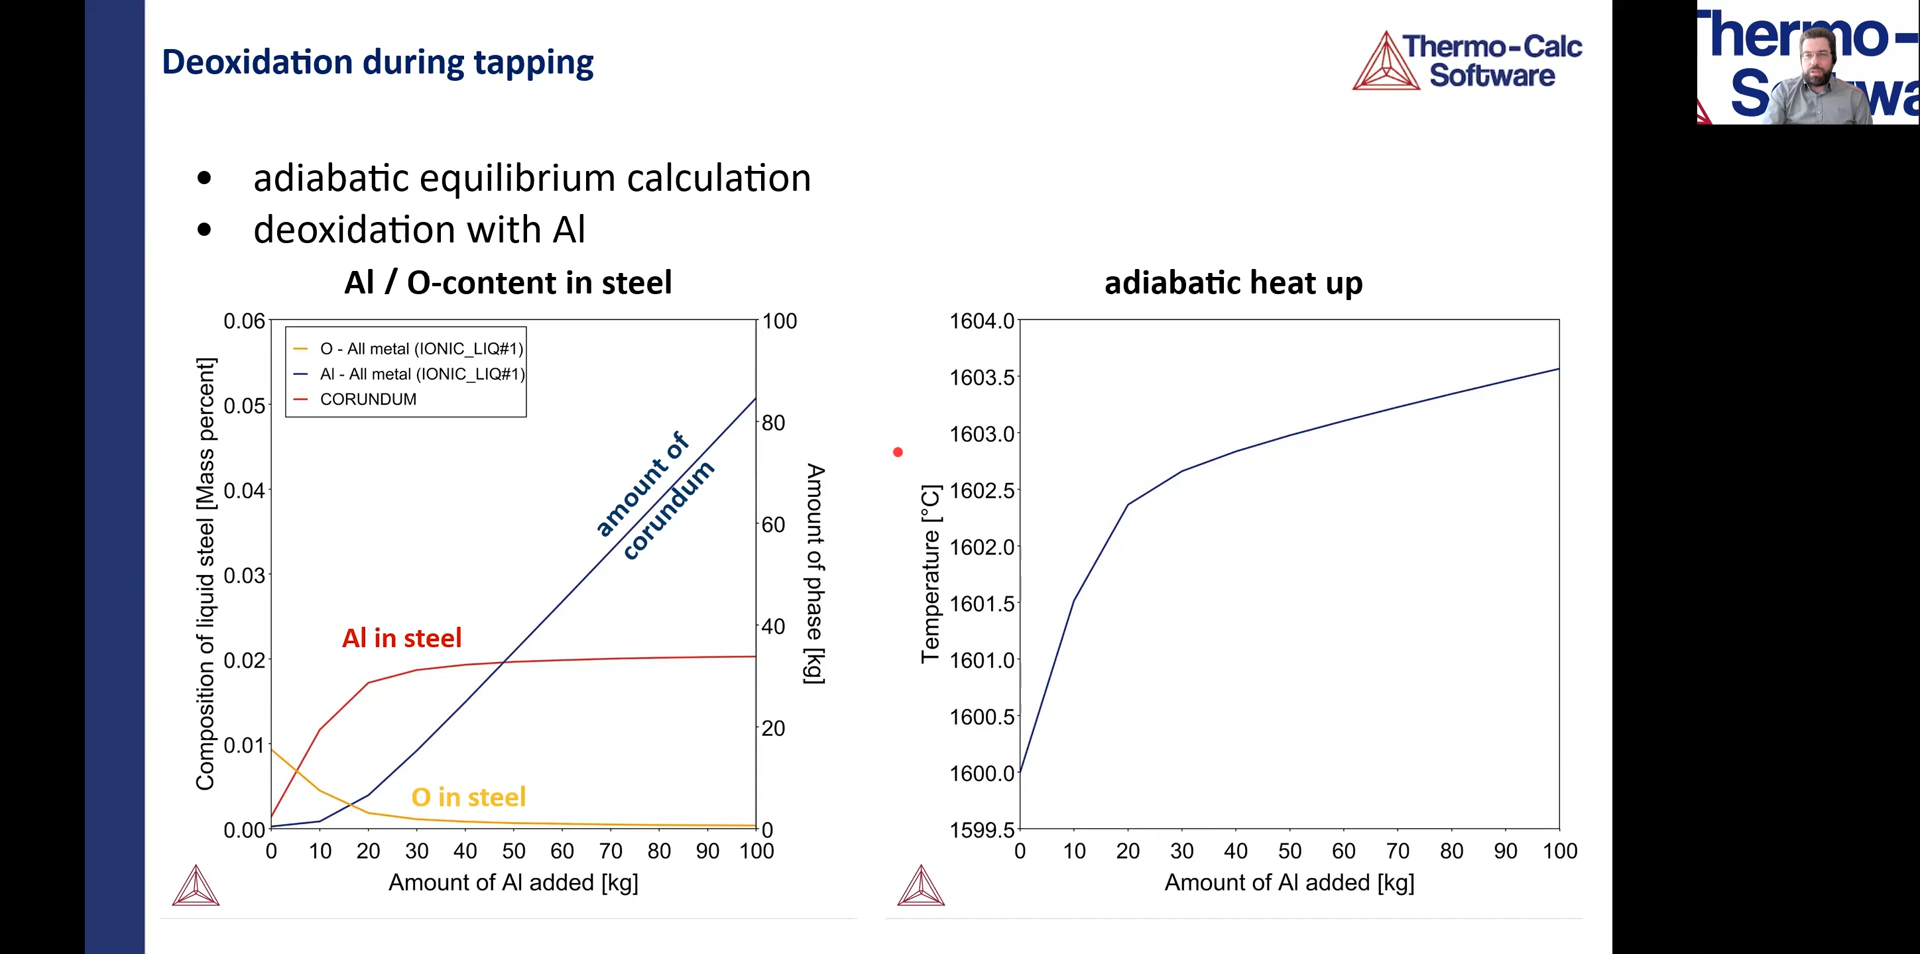 Deoxidation during tapping
Thermo-Calc
Software
Thermo-
Softwa
• adiabatic equilibrium calculation
• deoxidation with Al
Al / O-content in steel
0.06
0.05
0.04
0.03
0.02
0.01
0.00
Composition of liquid steel [Mass percent]
O - All metal (IONIC_LIQ#1)
Al - All metal (IONIC_LIQ#1)
CORUNDUM
amount of
corundum
Al in steel
O in steel
100
80
60
40
20
0
Amount of phase [kg]
0 10 20 30 40 50 60 70 80 90 100
Amount of Al added [kg]
adiabatic heat up
1604.0
1603.5
1603.0
1602.5
1602.0
1601.5
1601.0
1600.5
1600.0
1599.5
Temperature [°C]
0 10 20 30 40 50 60 70 80 90 100
Amount of Al added [kg]